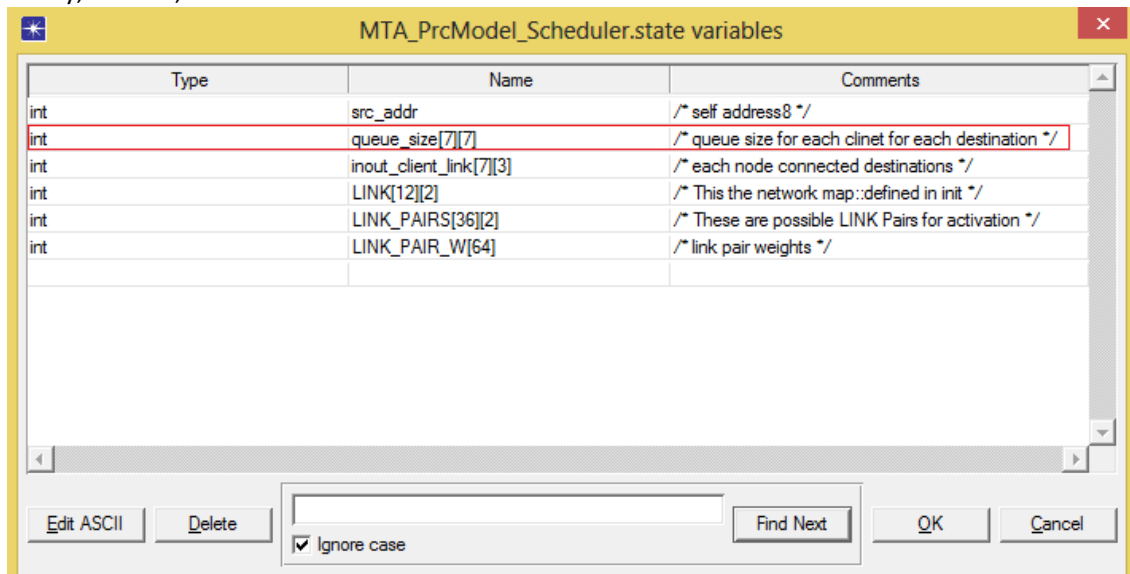 MTA_PrcModel_Scheduler.state variables
Type Name Comments
int src_addr /* self address8 */
int queue_size[7][7] /* queue size for each clinet for each destination */
int inout_client_link[7][3] /* each node connected destinations */
int LINK[12][2] /* This the network map::defined in init */
int LINK_PAIRS[36][2] /* These are possible LINK Pairs for activation */
int LINK_PAIR_W[64] /* link pair weights */
Edit ASCII Delete Find Next OK Cancel
Ignore case